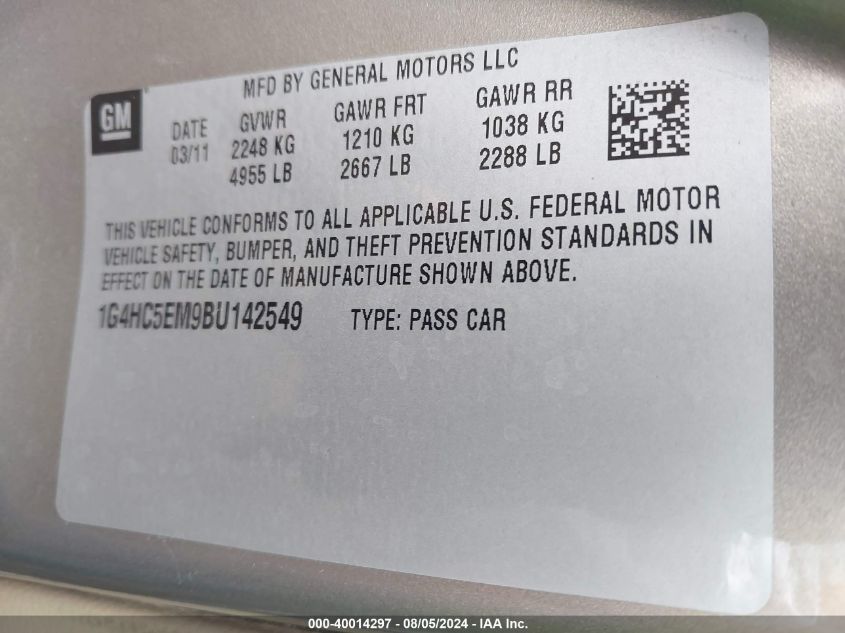 MFD BY GENERAL MOTORS LLC
GM
DATE GVWR GAWR FRT GAWR RR
03/11 2248 KG 1210 KG 1038 KG
4955 LB 2667 LB 2288 LB
THIS VEHICLE CONFORMS TO ALL APPLICABLE U.S. FEDERAL MOTOR
VEHICLE SAFETY, BUMPER, AND THEFT PREVENTION STANDARDS IN
EFFECT ON THE DATE OF MANUFACTURE SHOWN ABOVE.
1G4HC5EM9BU142549 TYPE: PASS CAR
000-40014297 - 08/05/2024 - IAA Inc.